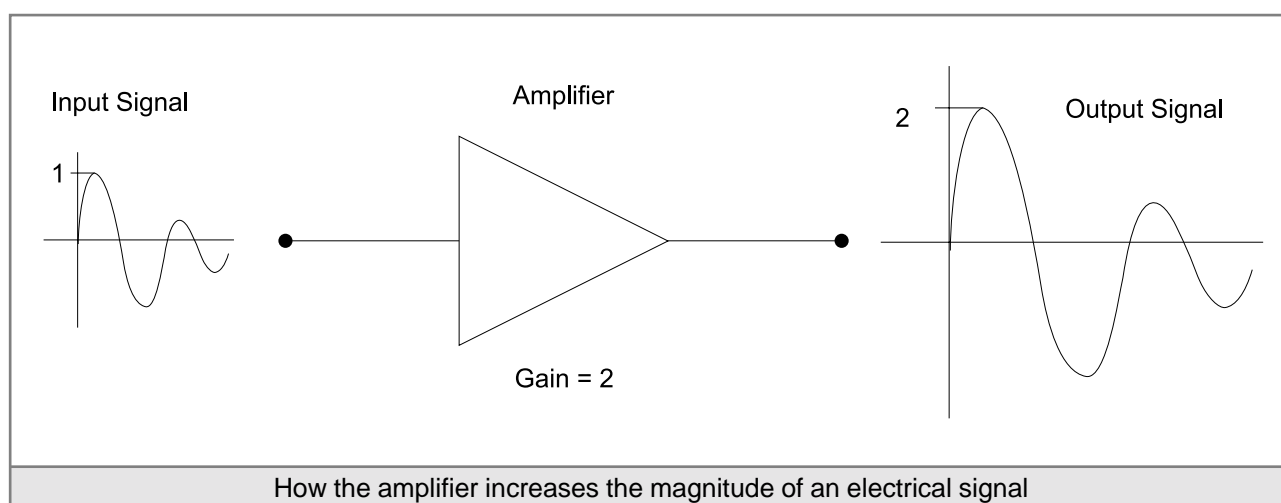 Input Signal
1
Amplifier
Gain = 2
2
Output Signal
How the amplifier increases the magnitude of an electrical signal